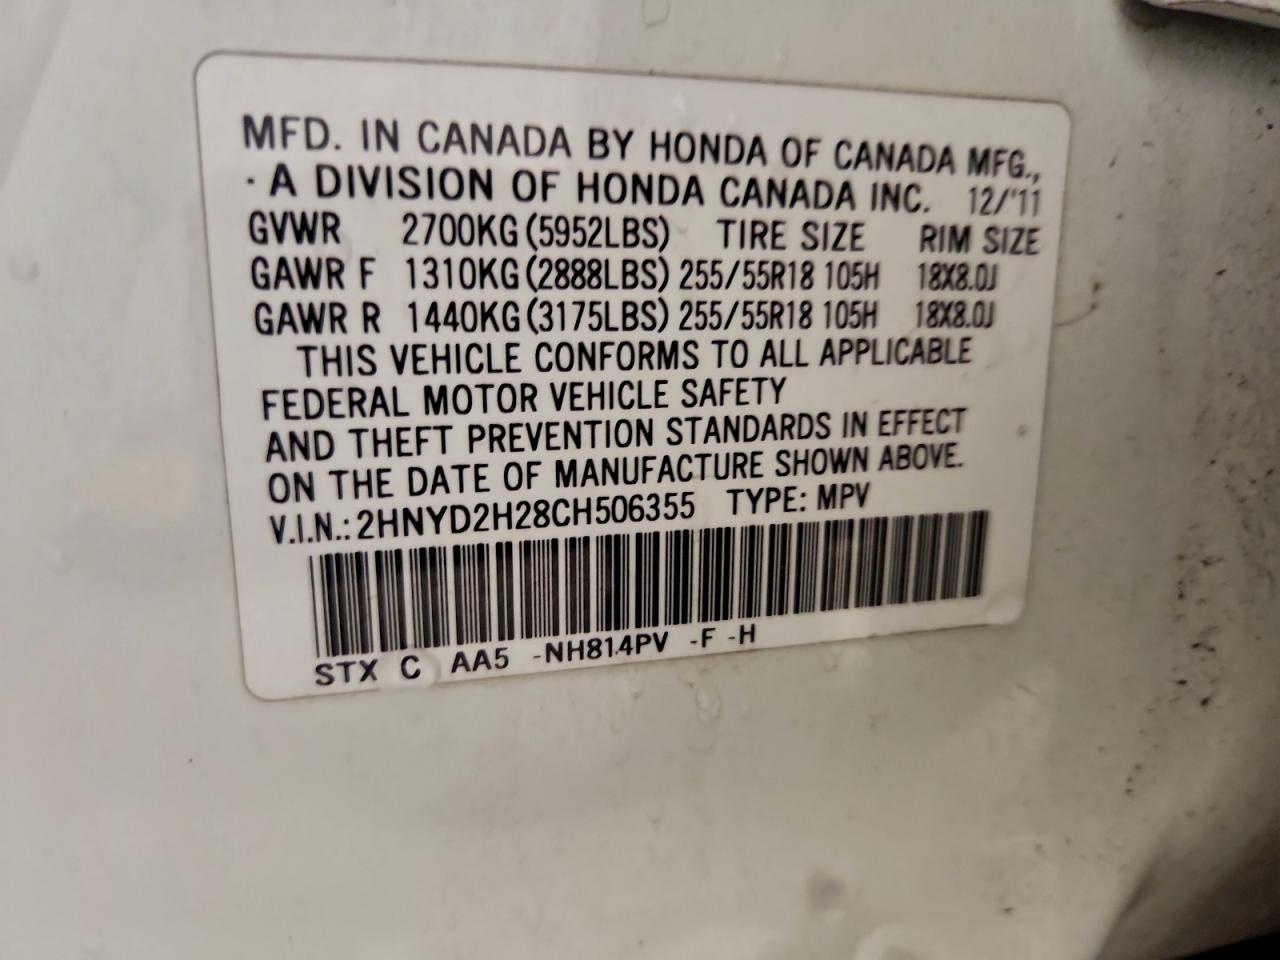 MFD. IN CANADA BY HONDA OF CANADA MFG.,
· A DIVISION OF HONDA CANADA INC. 12/'11
GVWR 2700KG(5952LBS) TIRE SIZE RIM SIZE
GAWR F 1310KG(2888LBS) 255/55R18 105H 18X8.0J
GAWR R 1440KG(3175LBS) 255/55R18 105H 18X8.0J
THIS VEHICLE CONFORMS TO ALL APPLICABLE
FEDERAL MOTOR VEHICLE SAFETY
AND THEFT PREVENTION STANDARDS IN EFFECT
ON THE DATE OF MANUFACTURE SHOWN ABOVE.
V.I.N.: 2HNYD2H28CH506355 TYPE: MPV
STX C AA5 -NH814PV -F -H